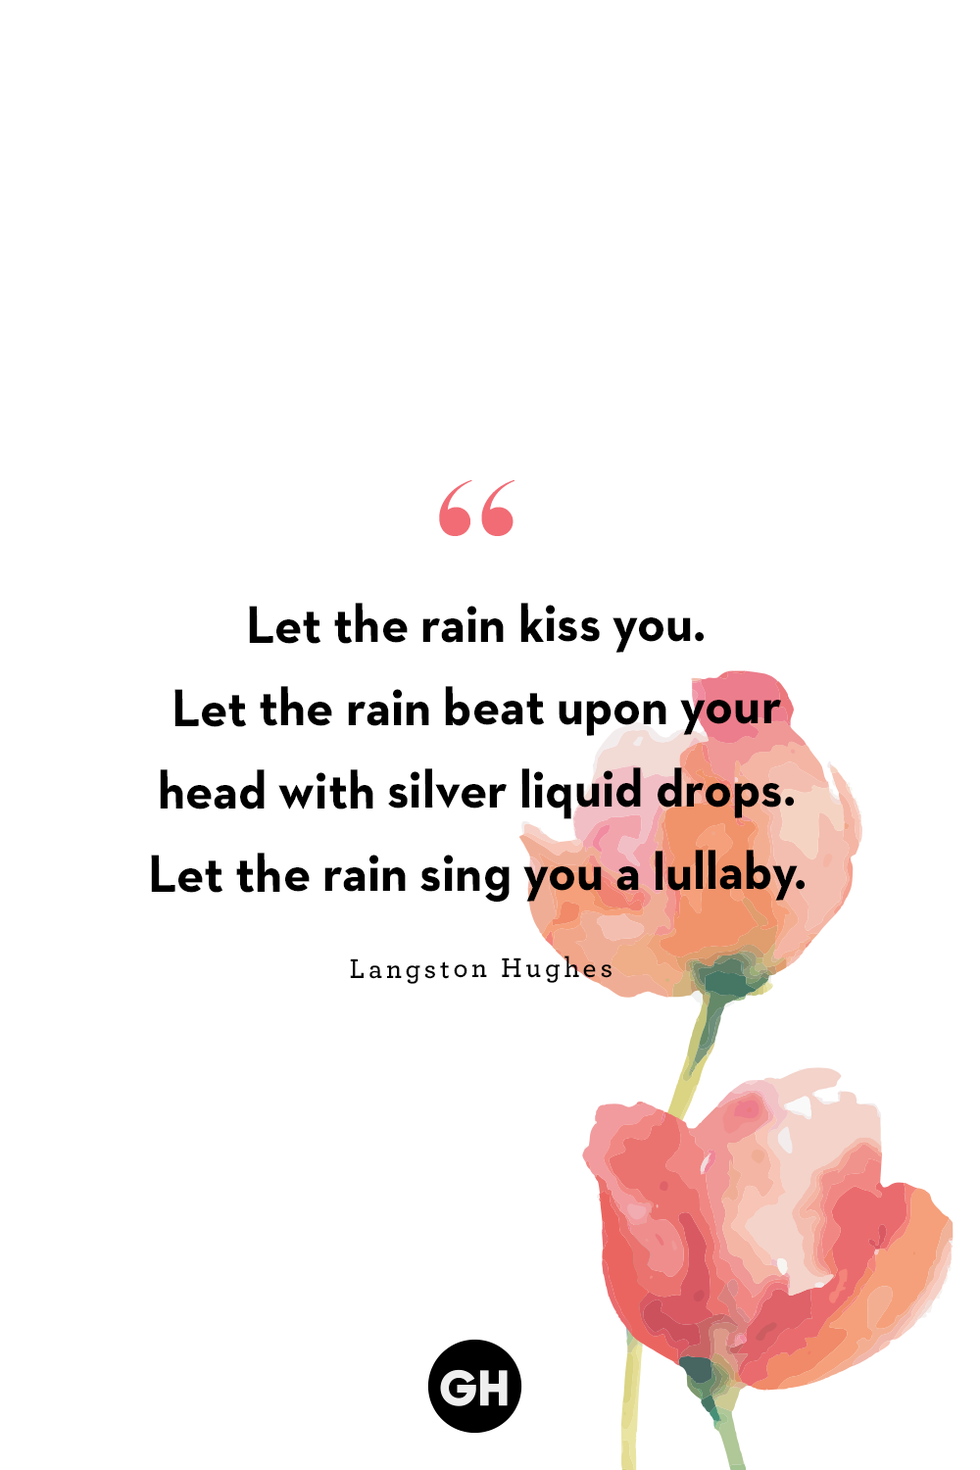 “
Let the rain kiss you.
Let the rain beat upon your
head with silver liquid drops.
Let the rain sing you a lullaby.
Langston Hughes
GH